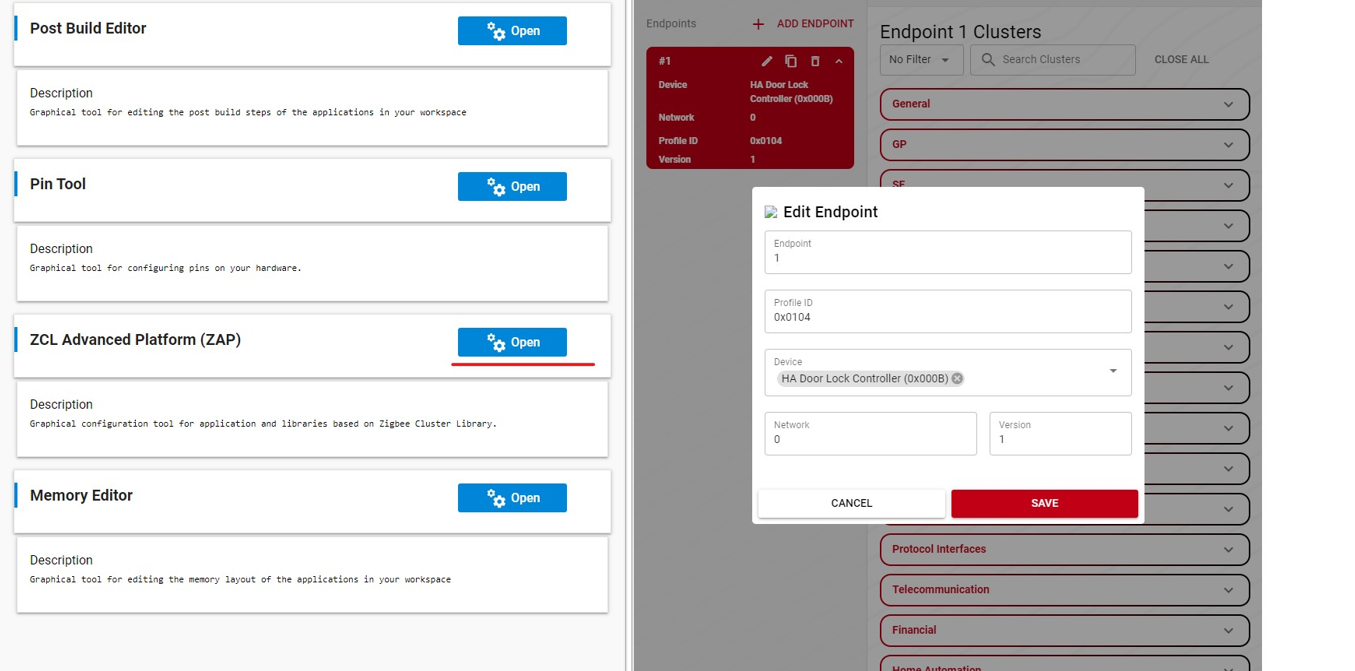 Post Build Editor
Open
Description
Graphical tool for editing the post build steps of the applications in your workspace
Pin Tool
Open
Description
Graphical tool for configuring pins on your hardware.
ZCL Advanced Platform (ZAP)
Open
Description
Graphical configuration tool for application and libraries based on Zigbee Cluster Library.
Memory Editor
Open
Description
Graphical tool for editing the memory layout of the applications in your workspace
Endpoints
ADD ENDPOINT
#1
Device HA Door Lock
Controller (0x000B)
Network 0
Profile ID 0x0104
Version 1
Endpoint 1 Clusters
No Filter Search Clusters CLOSE ALL
General
GP
SE
Edit Endpoint
Endpoint
1
Profile ID
0x0104
Device
HA Door Lock Controller (0x000B)
Network Version
0 1
CANCEL SAVE
Protocol Interfaces
Telecommunication
Financial
Home Automation